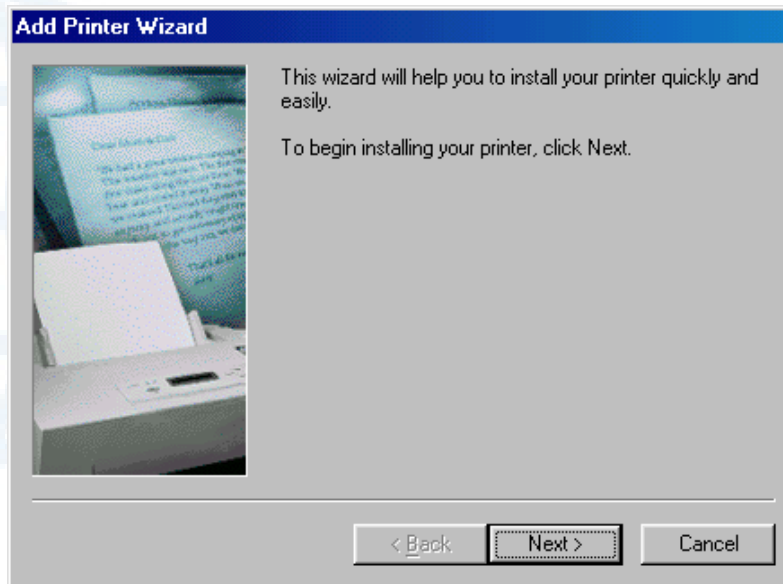 Add Printer Wizard
This wizard will help you to install your printer quickly and
easily.
To begin installing your printer, click Next.
< Back
Next >
Cancel